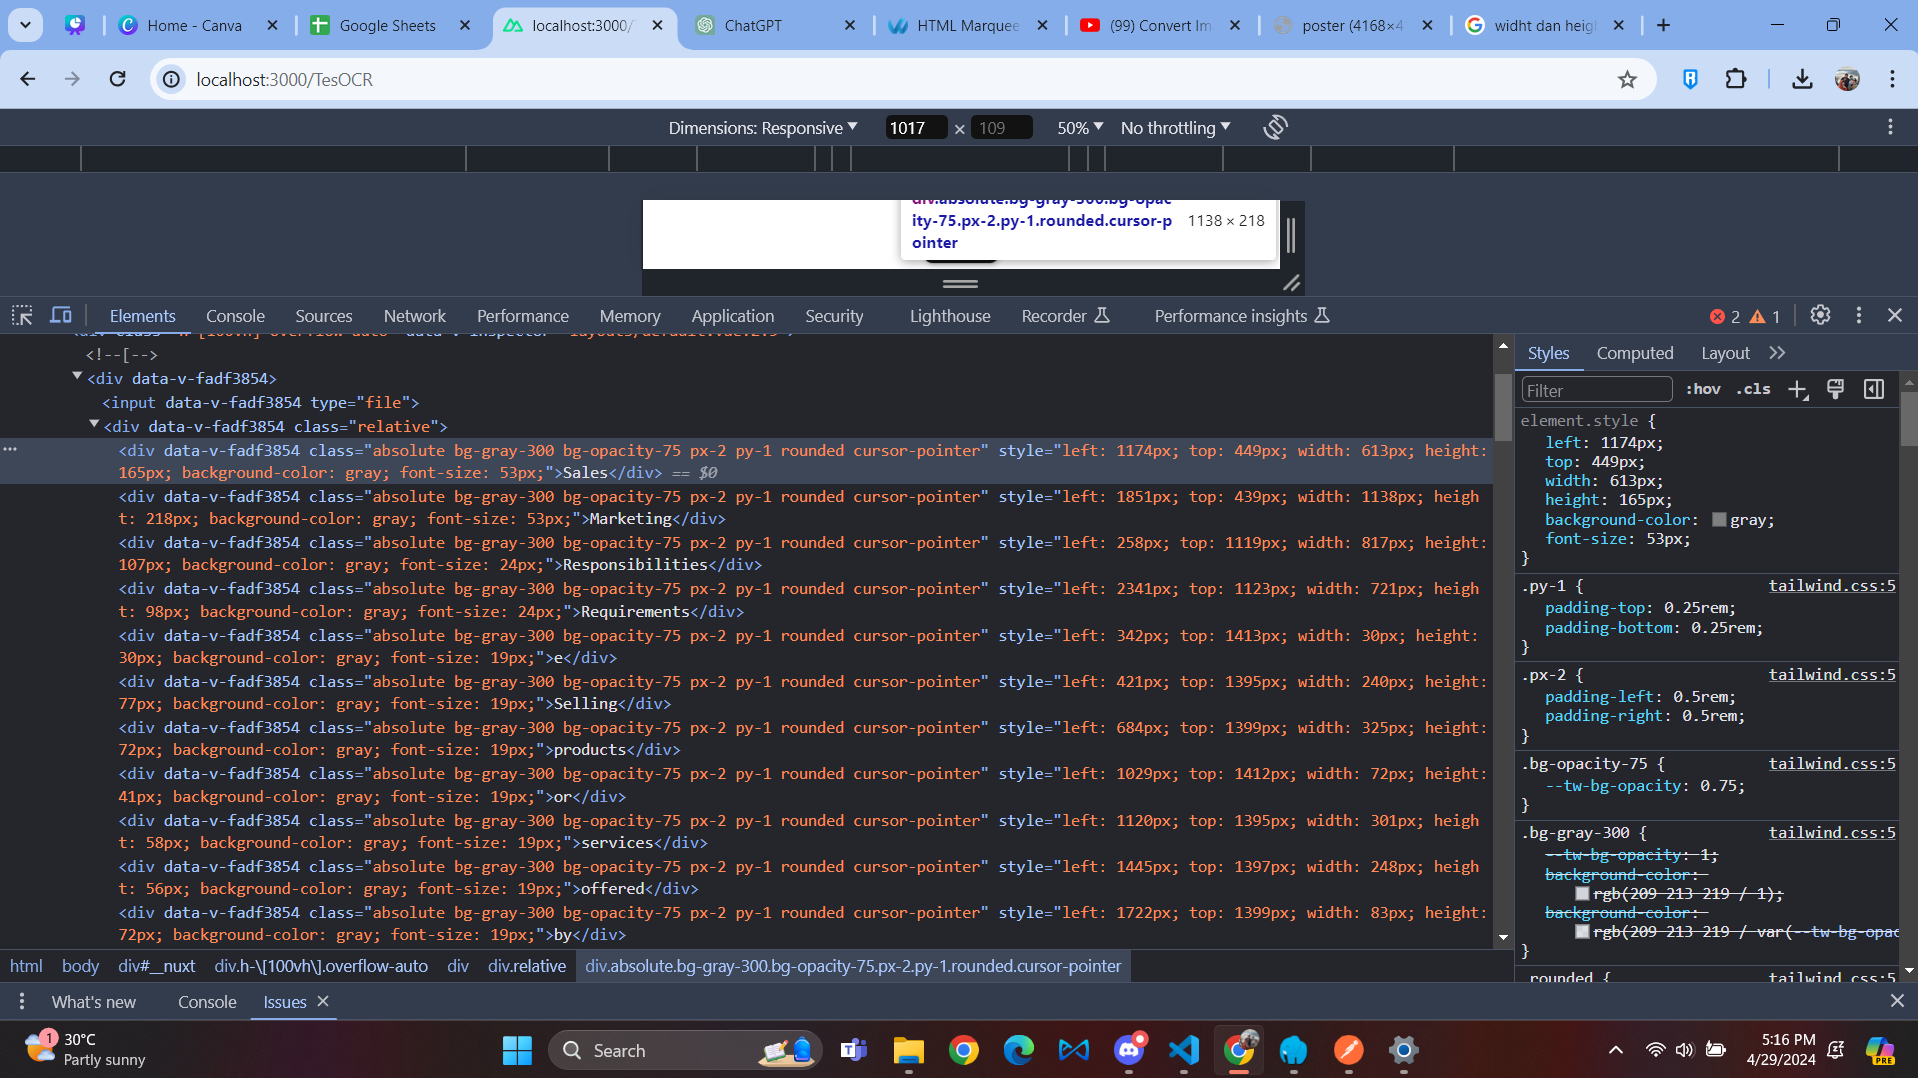 Home - Canva
Google Sheets
localhost:3000/
ChatGPT
HTML Marquee
(99) Convert Im
poster (4168×4
widht dan heig
localhost:3000/TesOCR
Dimensions: Responsive
1017
×
109
50%
No throttling
div.absolute.bg-gray-300.bg-opac
ity-75.px-2.py-1.rounded.cursor-p
ointer
1138 × 218
Elements
Console
Sources
Network
Performance
Memory
Application
Security
Lighthouse
Recorder
Performance insights
2
1
<!--[-->
<div data-v-fadf3854>
<input data-v-fadf3854 type="file">
<div data-v-fadf3854 class="relative">
<div data-v-fadf3854 class="absolute bg-gray-300 bg-opacity-75 px-2 py-1 rounded cursor-pointer" style="left: 1174px; top: 449px; width: 613px; height:
165px; background-color: gray; font-size: 53px;">Sales</div> == $0
<div data-v-fadf3854 class="absolute bg-gray-300 bg-opacity-75 px-2 py-1 rounded cursor-pointer" style="left: 1851px; top: 439px; width: 1138px; heigh
t: 218px; background-color: gray; font-size: 53px;">Marketing</div>
<div data-v-fadf3854 class="absolute bg-gray-300 bg-opacity-75 px-2 py-1 rounded cursor-pointer" style="left: 258px; top: 1119px; width: 817px; height:
107px; background-color: gray; font-size: 24px;">Responsibilities</div>
<div data-v-fadf3854 class="absolute bg-gray-300 bg-opacity-75 px-2 py-1 rounded cursor-pointer" style="left: 2341px; top: 1123px; width: 721px; heigh
t: 98px; background-color: gray; font-size: 24px;">Requirements</div>
<div data-v-fadf3854 class="absolute bg-gray-300 bg-opacity-75 px-2 py-1 rounded cursor-pointer" style="left: 342px; top: 1413px; width: 30px; height:
30px; background-color: gray; font-size: 19px;">e</div>
<div data-v-fadf3854 class="absolute bg-gray-300 bg-opacity-75 px-2 py-1 rounded cursor-pointer" style="left: 421px; top: 1395px; width: 240px; height:
77px; background-color: gray; font-size: 19px;">Selling</div>
<div data-v-fadf3854 class="absolute bg-gray-300 bg-opacity-75 px-2 py-1 rounded cursor-pointer" style="left: 684px; top: 1399px; width: 325px; height:
72px; background-color: gray; font-size: 19px;">products</div>
<div data-v-fadf3854 class="absolute bg-gray-300 bg-opacity-75 px-2 py-1 rounded cursor-pointer" style="left: 1029px; top: 1412px; width: 72px; height:
41px; background-color: gray; font-size: 19px;">or</div>
<div data-v-fadf3854 class="absolute bg-gray-300 bg-opacity-75 px-2 py-1 rounded cursor-pointer" style="left: 1120px; top: 1395px; width: 301px; heigh
t: 58px; background-color: gray; font-size: 19px;">services</div>
<div data-v-fadf3854 class="absolute bg-gray-300 bg-opacity-75 px-2 py-1 rounded cursor-pointer" style="left: 1445px; top: 1397px; width: 248px; heigh
t: 56px; background-color: gray; font-size: 19px;">offered</div>
<div data-v-fadf3854 class="absolute bg-gray-300 bg-opacity-75 px-2 py-1 rounded cursor-pointer" style="left: 1722px; top: 1399px; width: 83px; height:
72px; background-color: gray; font-size: 19px;">by</div>
html
body
div#__nuxt
div.h-\[100vh\].overflow-auto
div
div.relative
div.absolute.bg-gray-300.bg-opacity-75.px-2.py-1.rounded.cursor-pointer
Styles
Computed
Layout
Filter
:hov
.cls
element.style {
left: 1174px;
top: 449px;
width: 613px;
height: 165px;
background-color: gray;
font-size: 53px;
}
.py-1 {
tailwind.css:5
padding-top: 0.25rem;
padding-bottom: 0.25rem;
}
.px-2 {
tailwind.css:5
padding-left: 0.5rem;
padding-right: 0.5rem;
}
.bg-opacity-75 {
tailwind.css:5
--tw-bg-opacity: 0.75;
}
.bg-gray-300 {
tailwind.css:5
--tw-bg-opacity: 1;
background-color:
rgb(209 213 219 / 1);
background-color:
rgb(209 213 219 / var(--tw-bg-opac
}
.rounded {
tailwind.css:5
What's new
Console
Issues
1
30°C
Partly sunny
Search
5:16 PM
4/29/2024
PRE